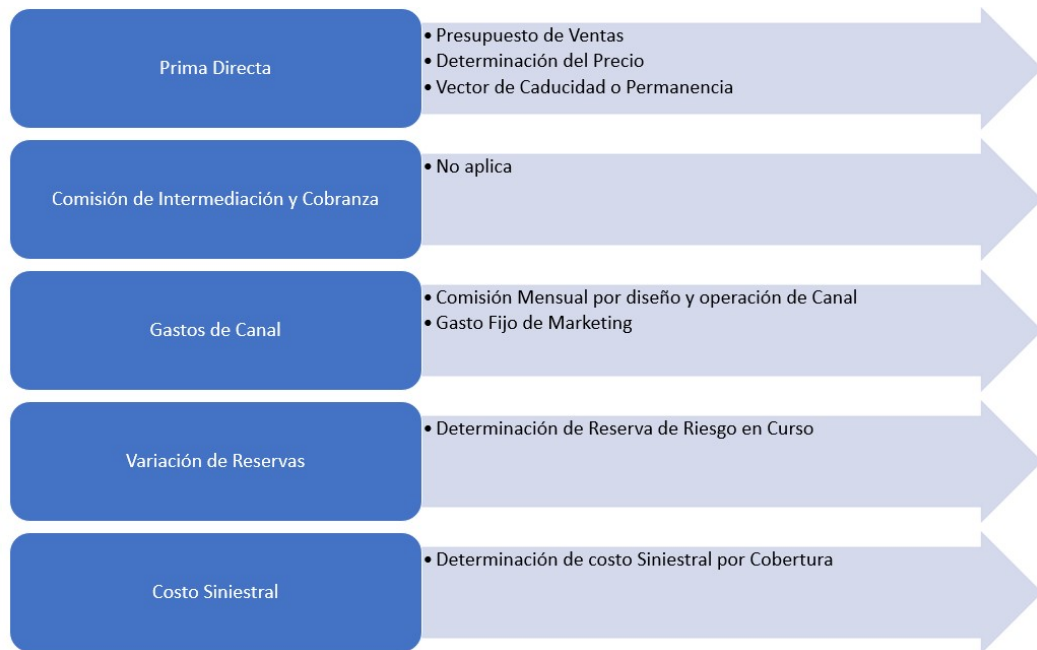 Prima Directa
• Presupuesto de Ventas
• Determinación del Precio
• Vector de Caducidad o Permanencia
Comisión de Intermediación y Cobranza
• No aplica
Gastos de Canal
• Comisión Mensual por diseño y operación de Canal
• Gasto Fijo de Marketing
Variación de Reservas
• Determinación de Reserva de Riesgo en Curso
Costo Siniestral
• Determinación de costo Siniestral por Cobertura